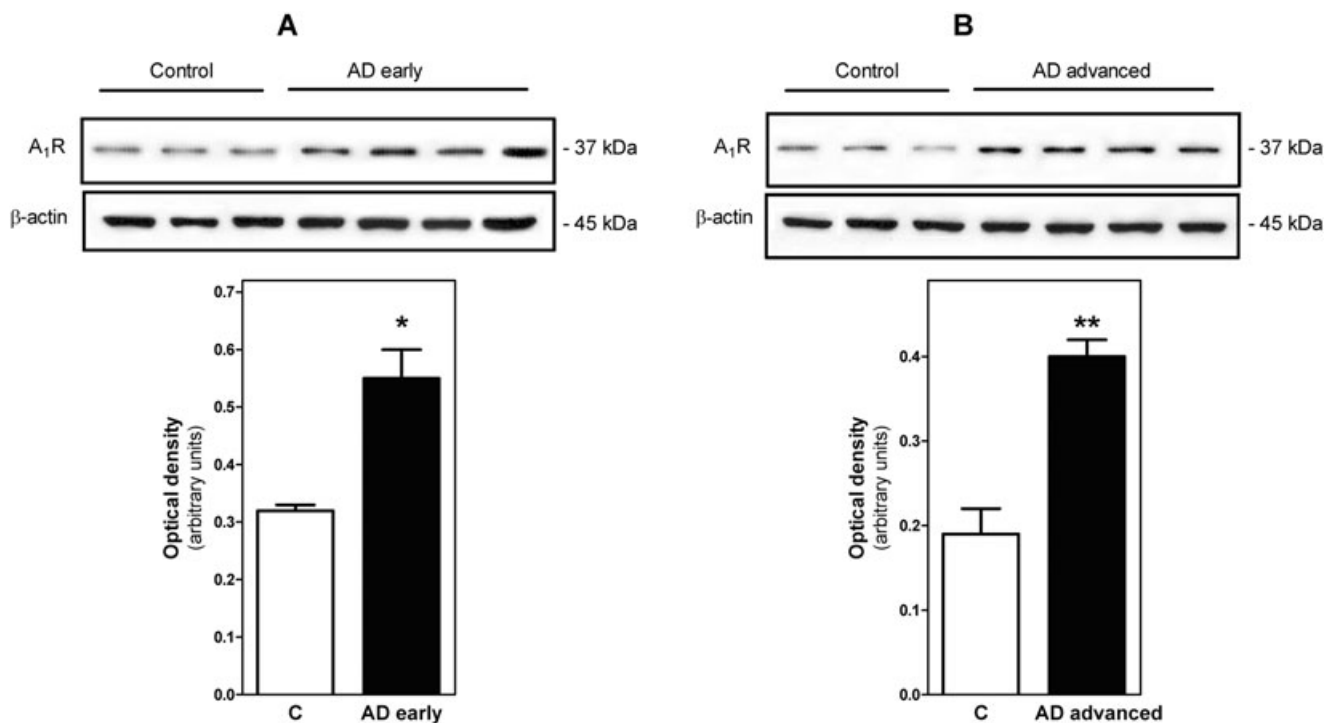 A
Control
AD early
A₁R
- 37 kDa
β-actin
- 45 kDa
Optical density
(arbitrary units)
0.7
0.6
0.5
0.4
0.3
0.2
0.1
0.0
*
C
AD early
B
Control
AD advanced
A₁R
- 37 kDa
β-actin
- 45 kDa
Optical density
(arbitrary units)
0.4
0.2
0.2
0.1
0.0
**
C
AD advanced